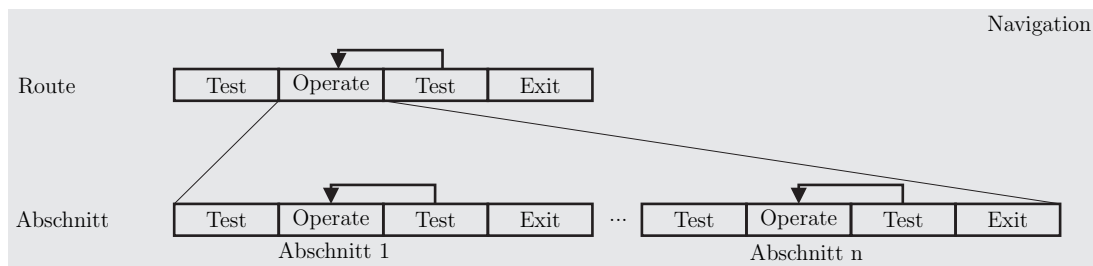 Navigation
Route Test Operate Test Exit
Abschnitt Test Operate Test Exit ... Test Operate Test Exit
Abschnitt 1 Abschnitt n